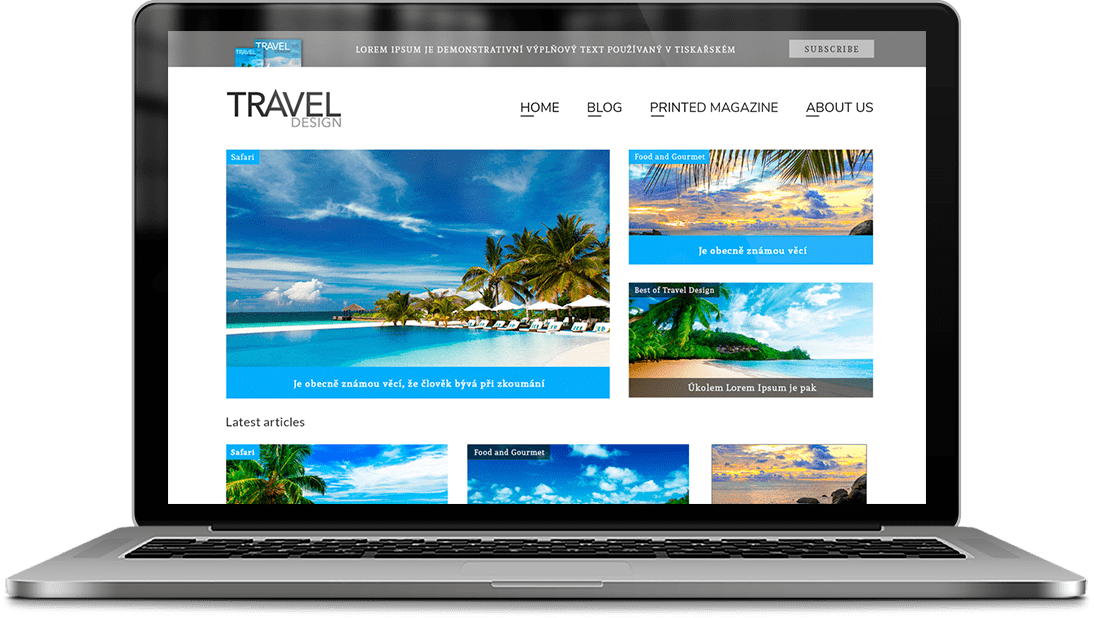 TRAVEL
TRAVEL
LOREM IPSUM JE DEMONSTRATIVNÍ VÝPLŇOVÝ TEXT POUŽÍVANÝ V TISKAŘSKÉM
SUBSCRIBE
TRAVEL
DESIGN
HOME
BLOG
PRINTED MAGAZINE
ABOUT US
Safari
Je obecně známou věcí, že člověk bývá při zkoumání
Food and Gourmet
Je obecně známou věcí
Best of Travel Design
Úkolem Lorem Ipsum je pak
Latest articles
Safari
Food and Gourmet